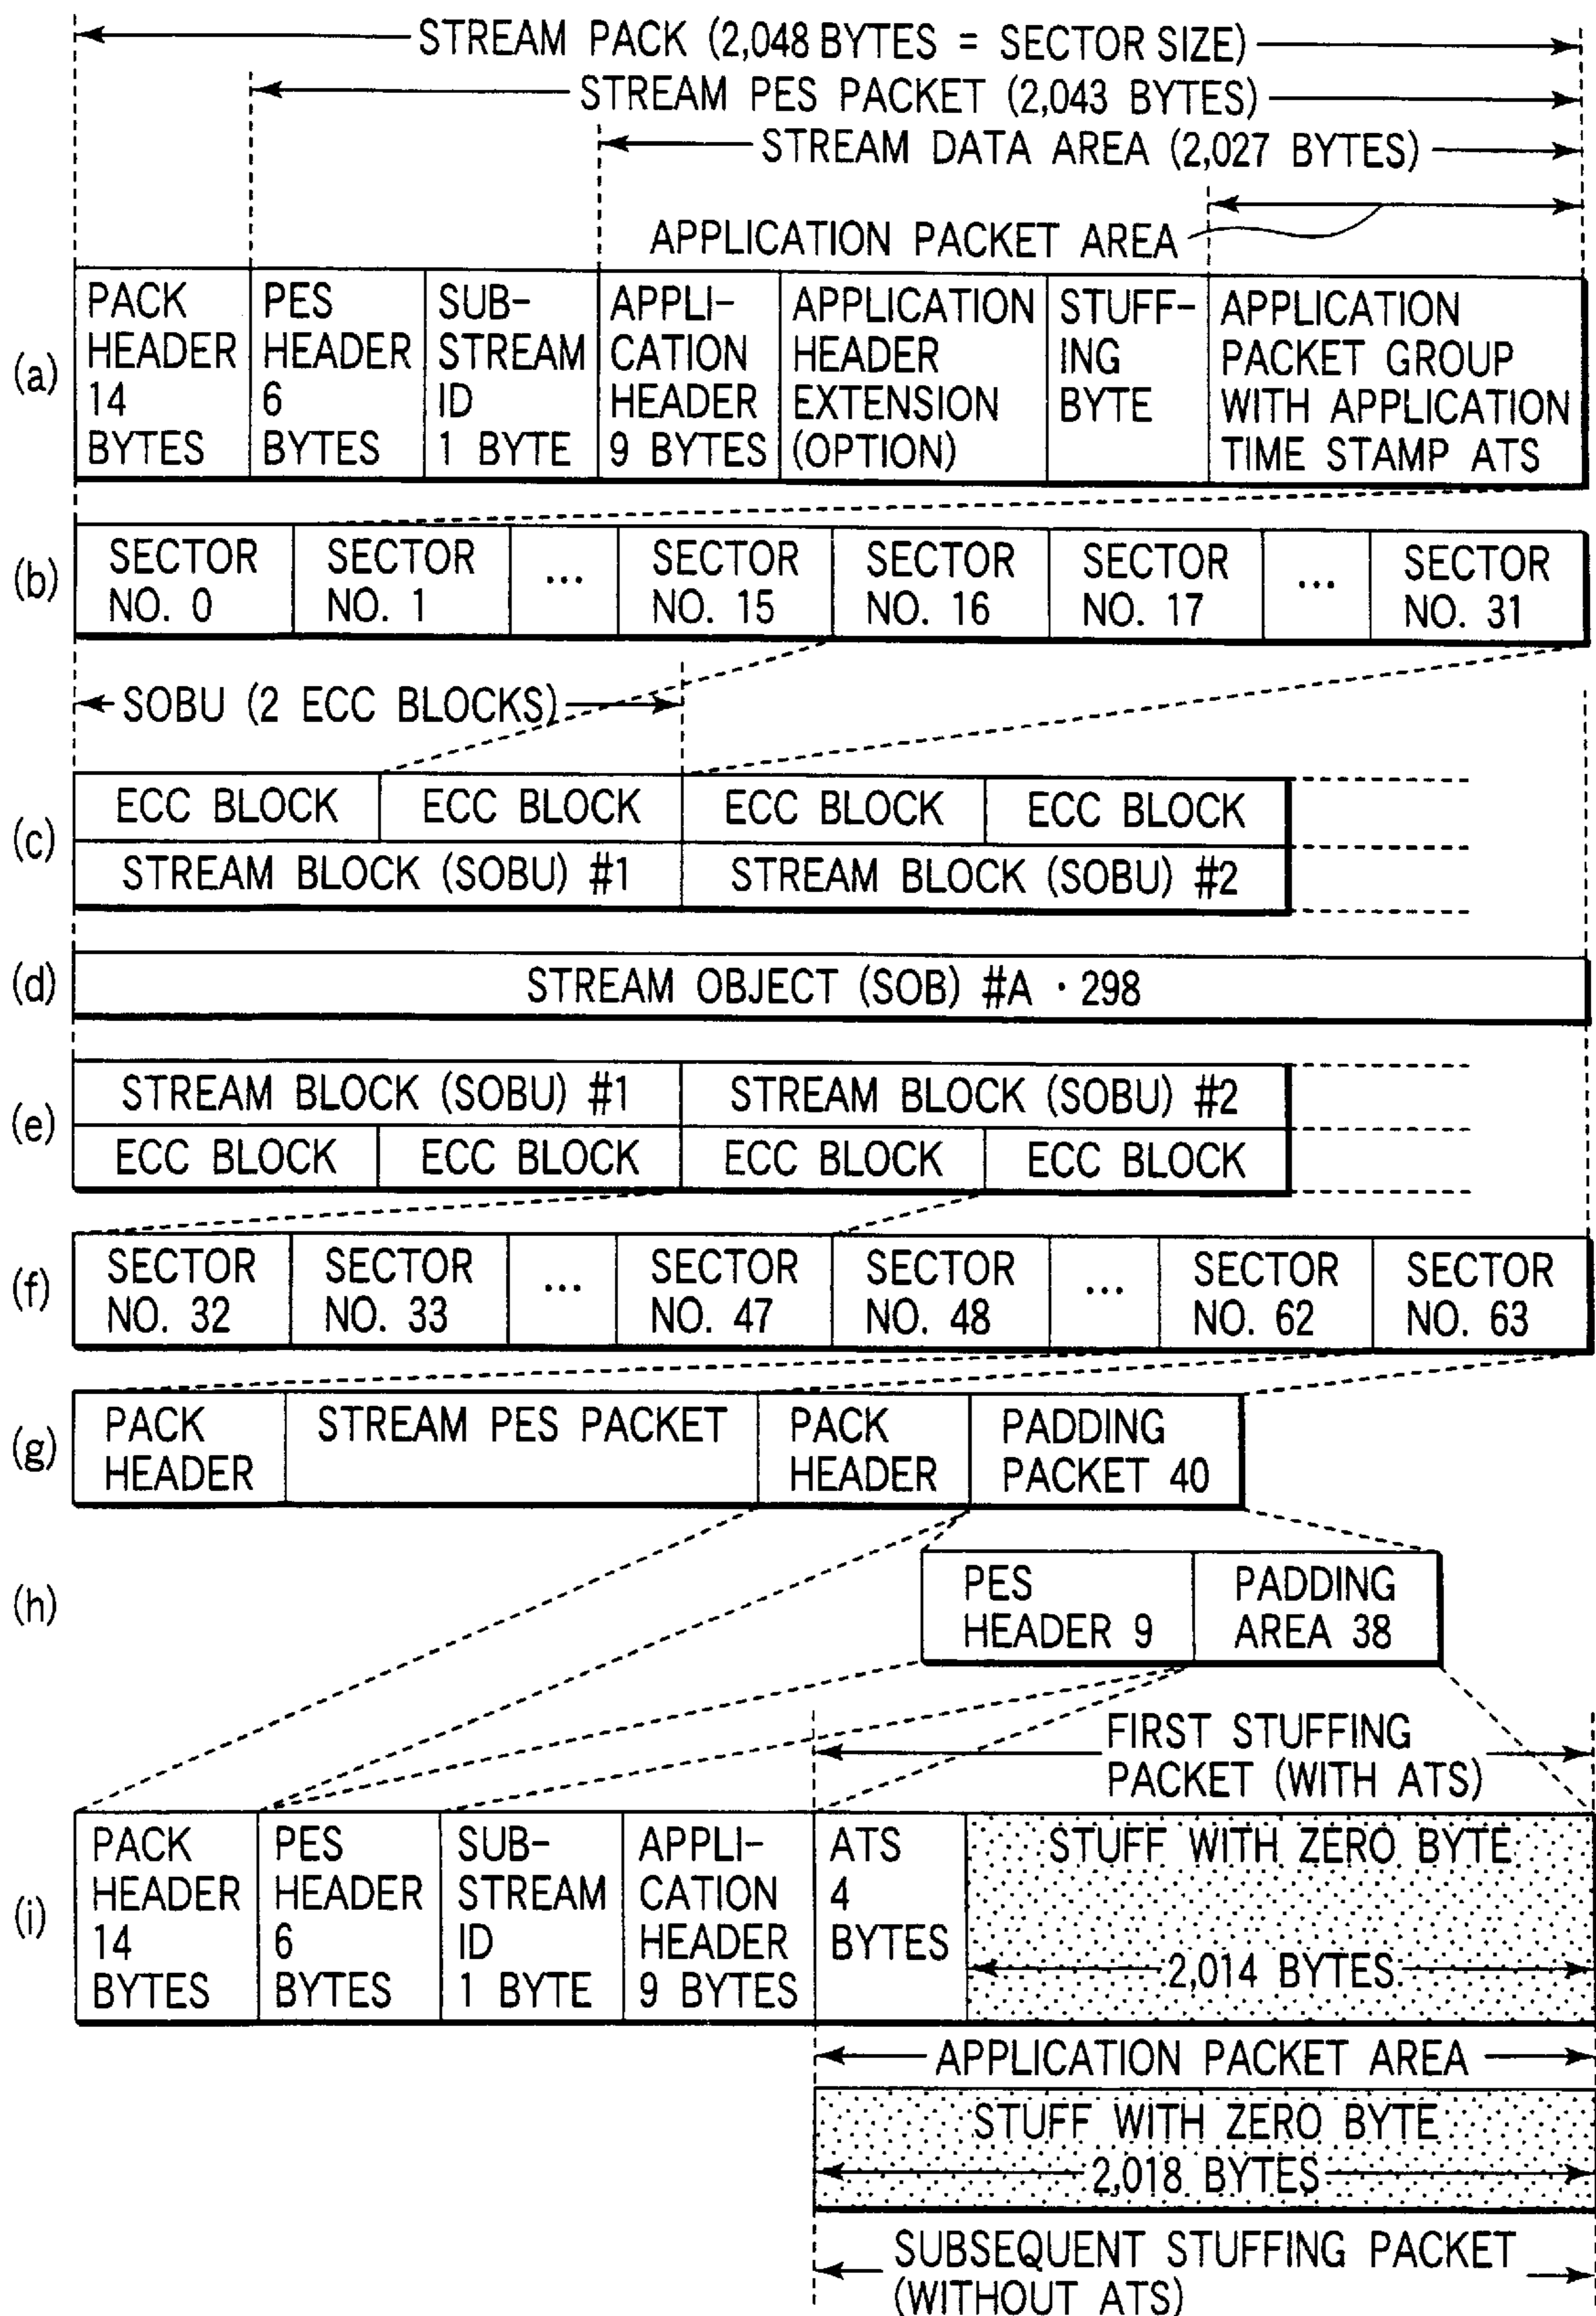 STREAM PACK (2,048 BYTES = SECTOR SIZE)
STREAM PES PACKET (2,043 BYTES)
STREAM DATA AREA (2,027 BYTES)
APPLICATION PACKET AREA
(a)
PACK HEADER 14 BYTES
PES HEADER 6 BYTES
SUB-STREAM ID 1 BYTE
APPLI-CATION HEADER 9 BYTES
APPLICATION HEADER EXTENSION (OPTION)
STUFF-ING BYTE
APPLICATION PACKET GROUP WITH APPLICATION TIME STAMP ATS
(b)
SECTOR NO. 0
SECTOR NO. 1
...
SECTOR NO. 15
SECTOR NO. 16
SECTOR NO. 17
...
SECTOR NO. 31
SOBU (2 ECC BLOCKS)
(c)
ECC BLOCK
ECC BLOCK
ECC BLOCK
ECC BLOCK
STREAM BLOCK (SOBU) #1
STREAM BLOCK (SOBU) #2
(d)
STREAM OBJECT (SOB) #A · 298
(e)
STREAM BLOCK (SOBU) #1
STREAM BLOCK (SOBU) #2
ECC BLOCK
ECC BLOCK
ECC BLOCK
ECC BLOCK
(f)
SECTOR NO. 32
SECTOR NO. 33
...
SECTOR NO. 47
SECTOR NO. 48
...
SECTOR NO. 62
SECTOR NO. 63
(g)
PACK HEADER
STREAM PES PACKET
PACK HEADER
PADDING PACKET 40
(h)
PES HEADER 9
PADDING AREA 38
FIRST STUFFING PACKET (WITH ATS)
(i)
PACK HEADER 14 BYTES
PES HEADER 6 BYTES
SUB-STREAM ID 1 BYTE
APPLI-CATION HEADER 9 BYTES
ATS 4 BYTES
STUFF WITH ZERO BYTE
2,014 BYTES
APPLICATION PACKET AREA
STUFF WITH ZERO BYTE
2,018 BYTES
SUBSEQUENT STUFFING PACKET
(WITHOUT ATS)